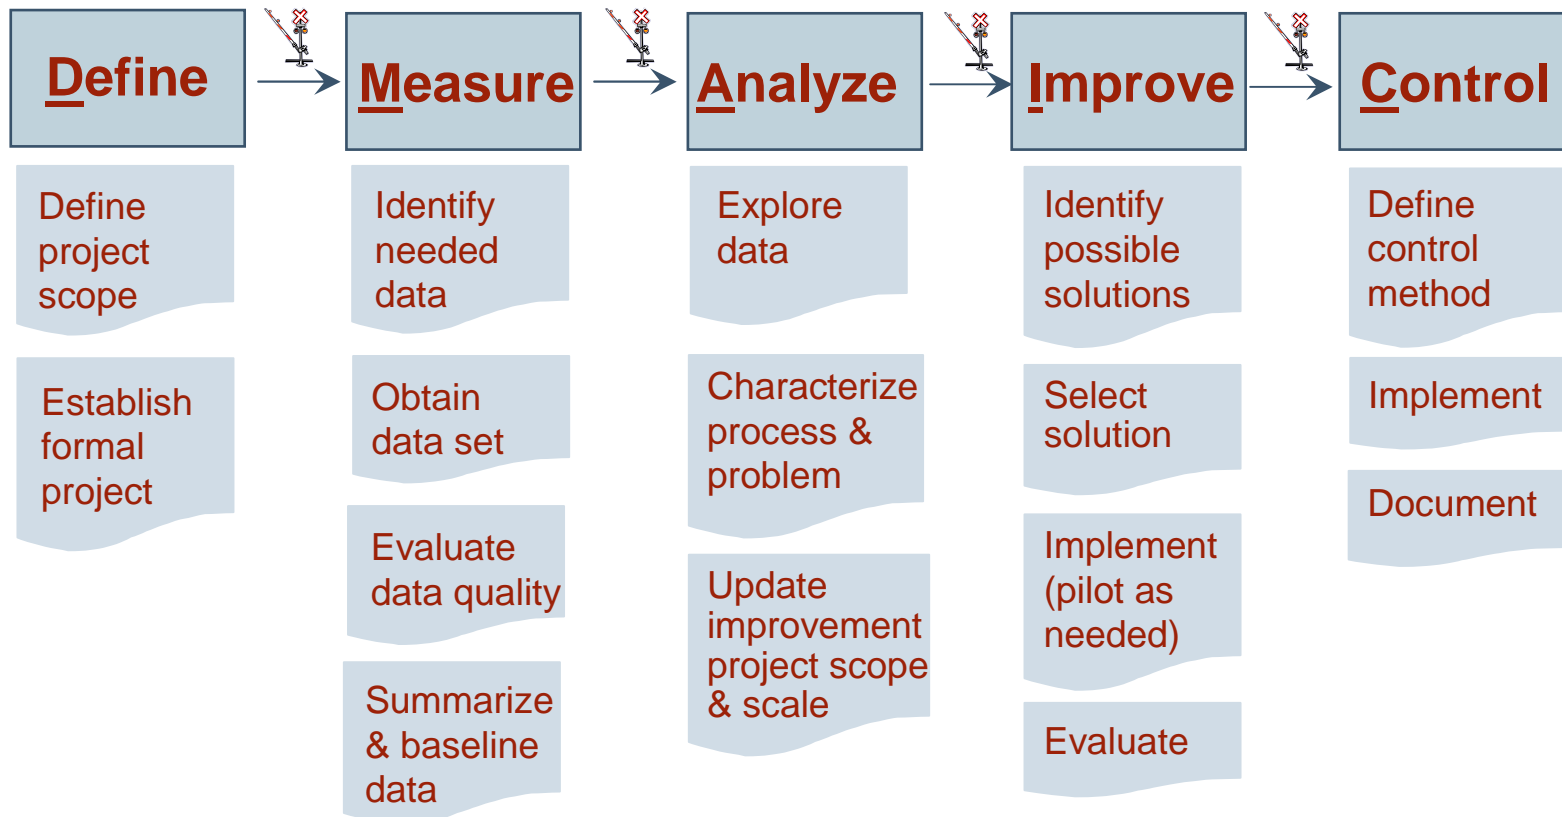 Define
Measure
Analyze
Improve
Control
Define
project
scope
Establish
formal
project
Identify
needed
data
Obtain
data set
Evaluate
data quality
Summarize
& baseline
data
Explore
data
Characterize
process &
problem
Update
improvement
project scope
& scale
Identify
possible
solutions
Select
solution
Implement
(pilot as
needed)
Evaluate
Define
control
method
Implement
Document